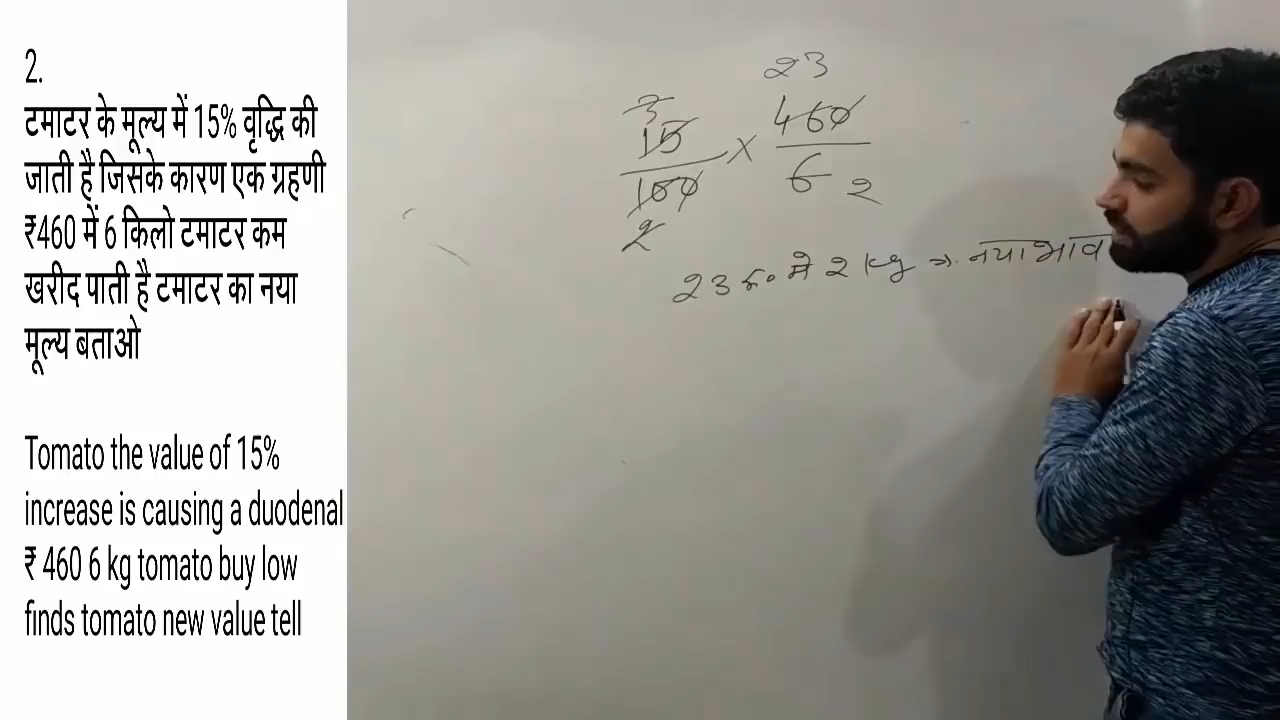 2.
टमाटर के मूल्य में 15% वृद्धि की
जाती है जिसके कारण एक ग्रहणी
₹460 में 6 किलो टमाटर कम
खरीद पाती है टमाटर का नया
मूल्य बताओ
Tomato the value of 15%
increase is causing a duodenal
₹ 460 6 kg tomato buy low
finds tomato new value tell
23
3
15 × 460
100 6 2
2
23 रु० में 2 kg → नयाभाव